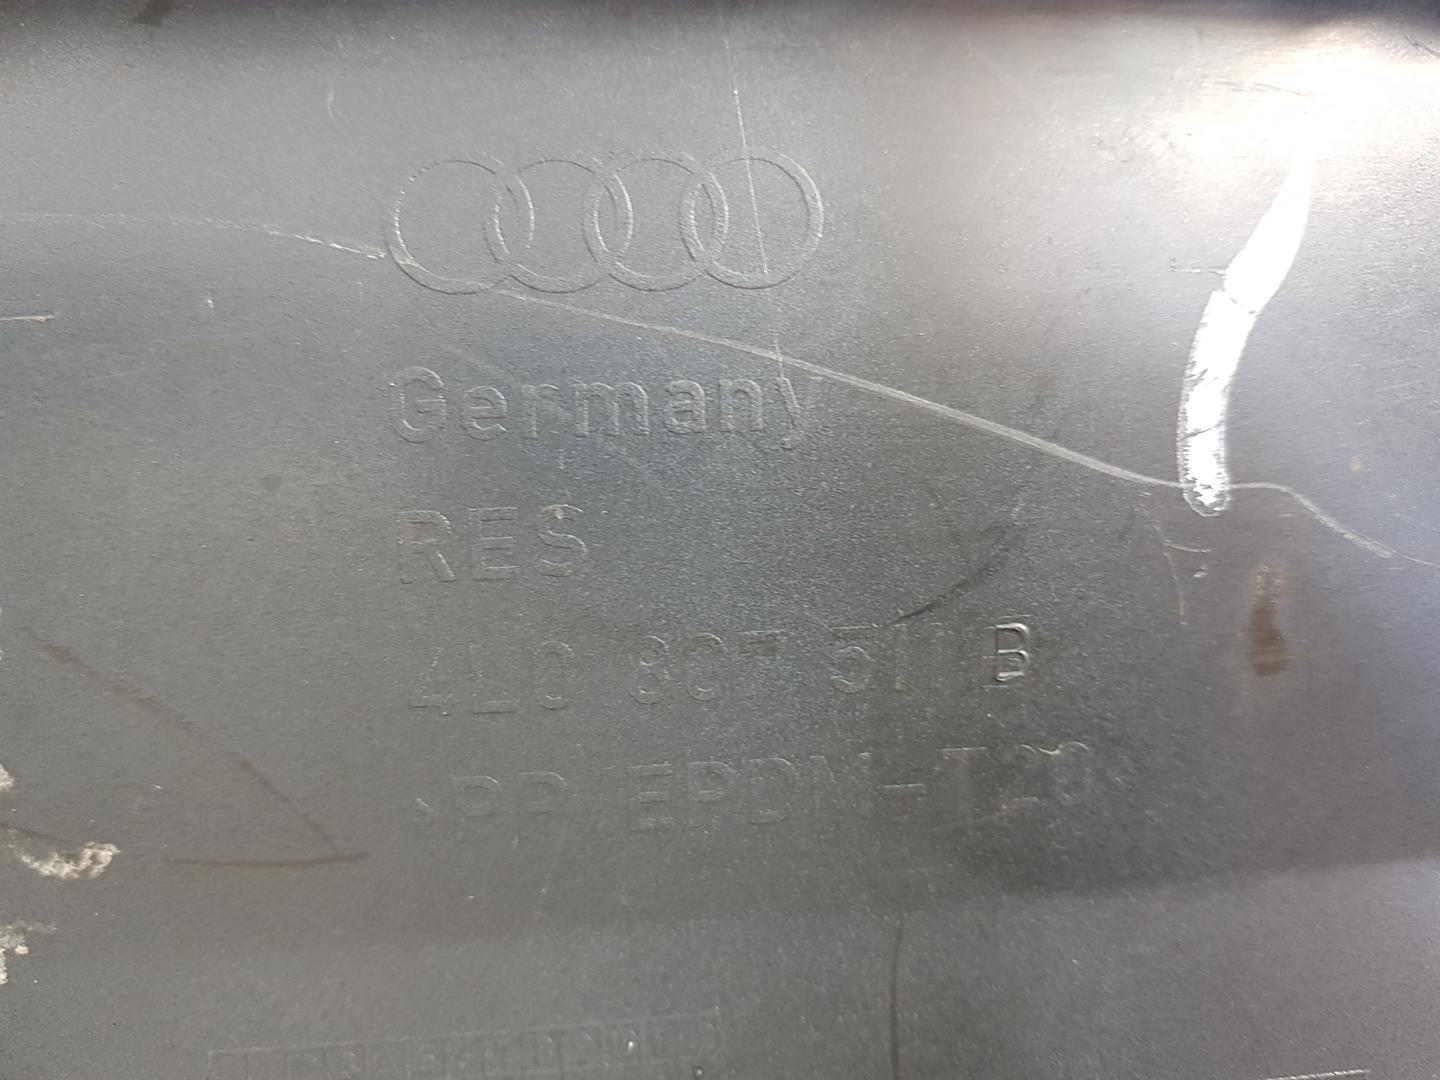 Germany
RES
4L0 807 511 B
>PP/EPDM-T20